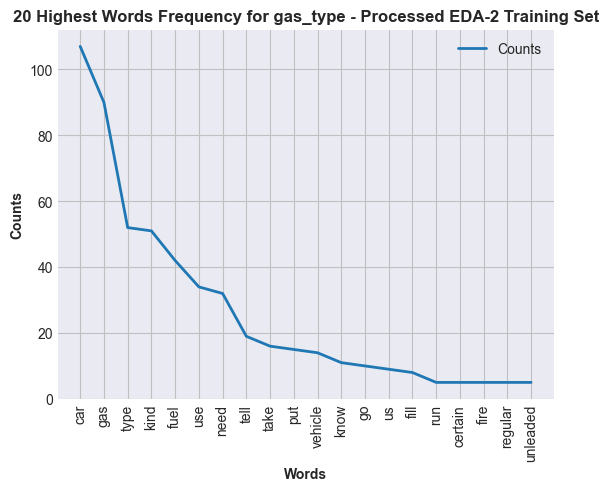 20 Highest Words Frequency for gas_type - Processed EDA-2 Training Set
Counts
100
80
60
40
20
0
Counts
car
gas
type
kind
fuel
use
need
tell
take
put
vehicle
know
go
us
fill
run
certain
fire
regular
unleaded
Words